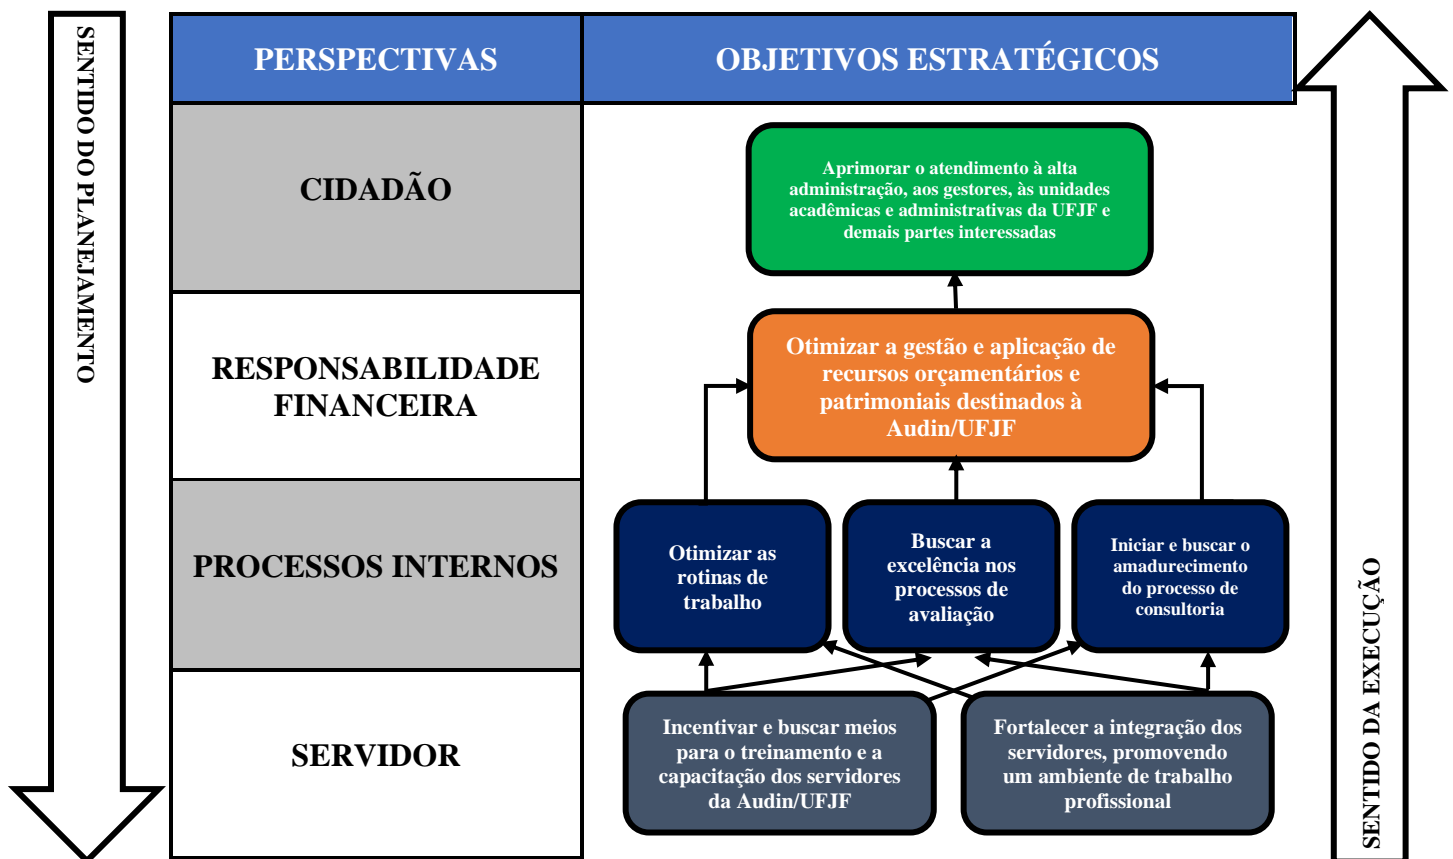 SENTIDO DO PLANEJAMENTO
PERSPECTIVAS
OBJETIVOS ESTRATÉGICOS
CIDADÃO
Aprimorar o atendimento à alta
administração, aos gestores, às unidades
acadêmicas e administrativas da UFJF e
demais partes interessadas
RESPONSABILIDADE
FINANCEIRA
Otimizar a gestão e aplicação de
recursos orçamentários e
patrimoniais destinados à
Audin/UFJF
PROCESSOS INTERNOS
Otimizar as
rotinas de
trabalho
Buscar a
excelência nos
processos de
avaliação
Iniciar e buscar o
amadurecimento
do processo de
consultoria
SERVIDOR
Incentivar e buscar meios
para o treinamento e a
capacitação dos servidores
da Audin/UFJF
Fortalecer a integração dos
servidores, promovendo
um ambiente de trabalho
profissional
SENTIDO DA EXECUÇÃO